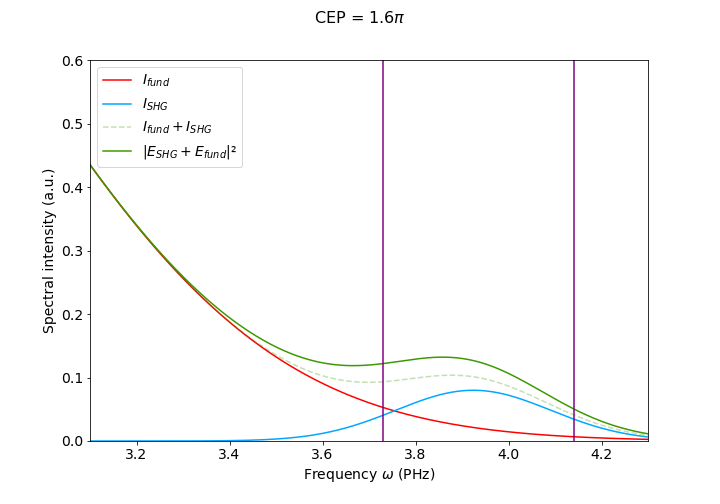 CEP = 1.6π
0.6
0.5
0.4
0.3
0.2
0.1
0.0
Spectral intensity (a.u.)
I_fund
I_SHG
I_fund + I_SHG
|E_SHG + E_fund|²
3.2 3.4 3.6 3.8 4.0 4.2
Frequency ω (PHz)